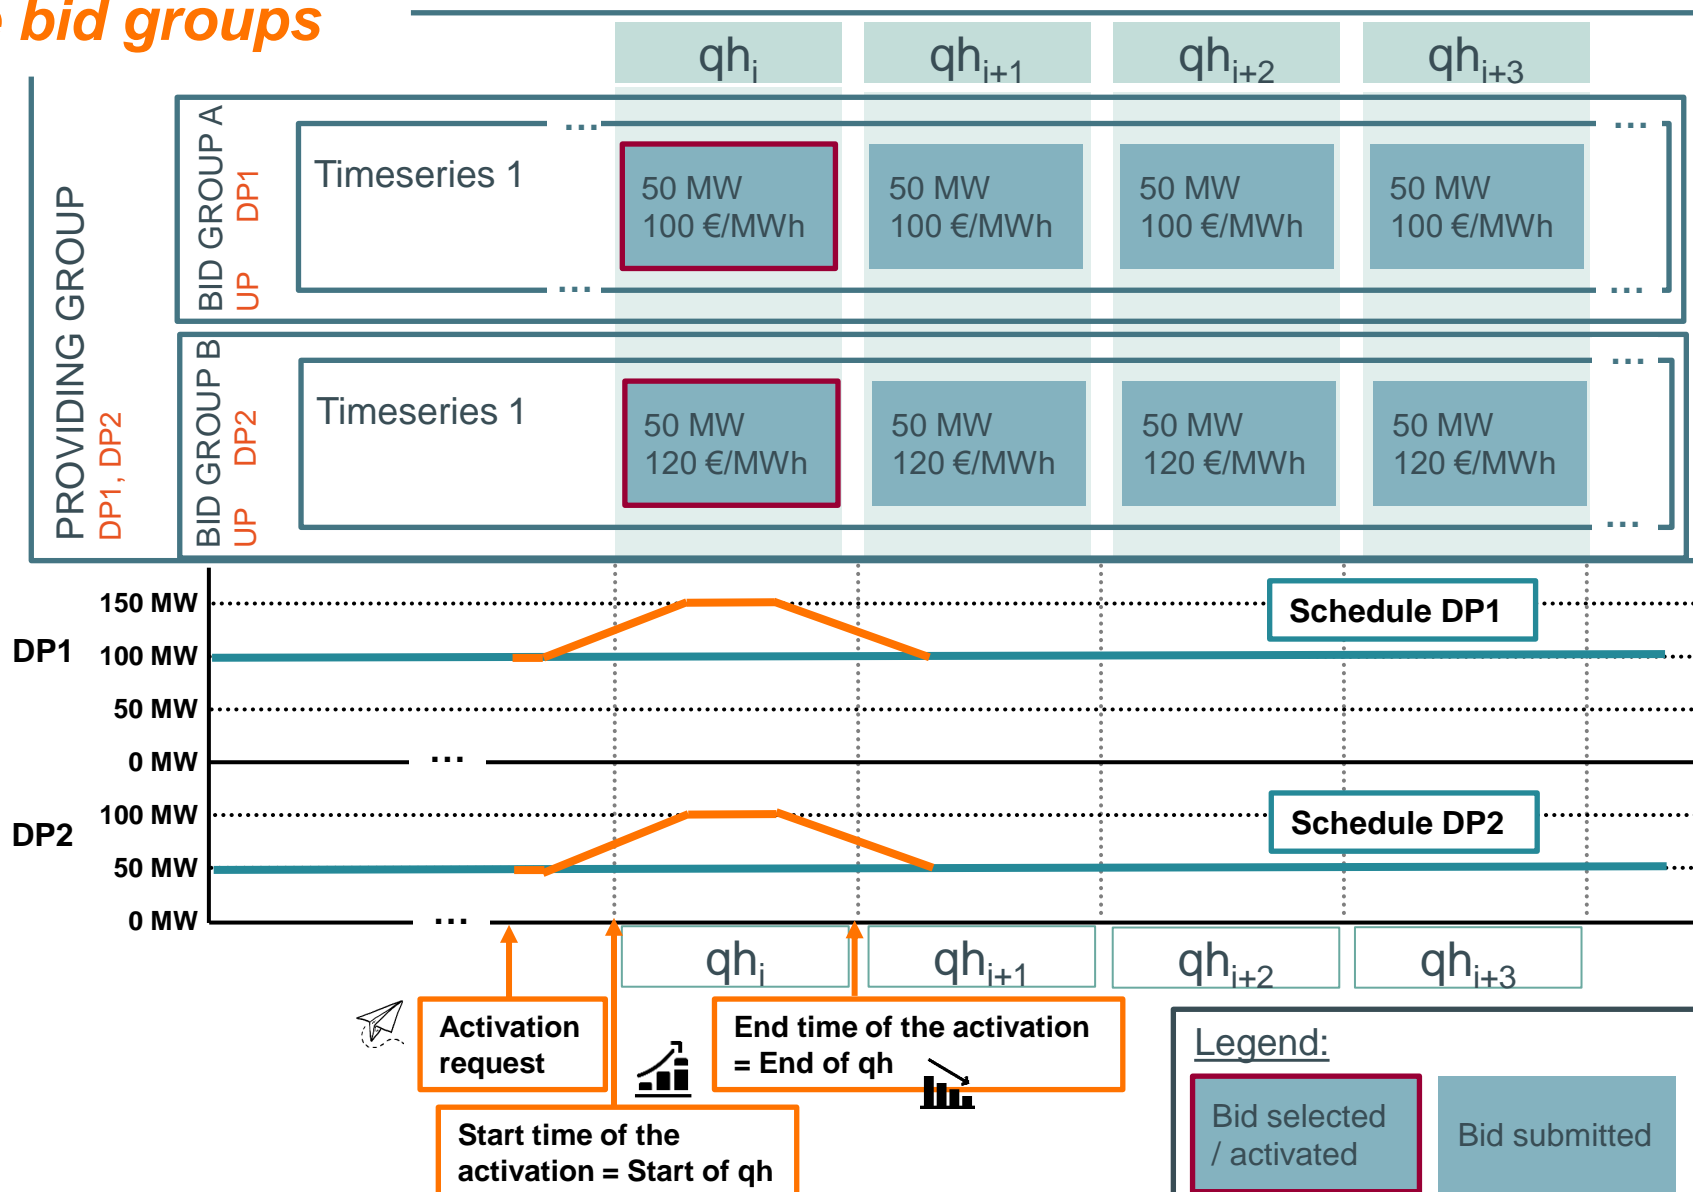 bid groups
qhi
qhi+1
qhi+2
qhi+3
PROVIDING GROUP
DP1, DP2
BID GROUP A
UP DP1
...
...
Timeseries 1
50 MW
100 €/MWh
50 MW
100 €/MWh
50 MW
100 €/MWh
50 MW
100 €/MWh
...
...
BID GROUP B
UP DP2
...
Timeseries 1
50 MW
120 €/MWh
50 MW
120 €/MWh
50 MW
120 €/MWh
50 MW
120 €/MWh
...
DP1
150 MW
100 MW
50 MW
0 MW
...
Schedule DP1
DP2
100 MW
50 MW
0 MW
...
Schedule DP2
qhi
qhi+1
qhi+2
qhi+3
Activation
request
Start time of the
activation = Start of qh
End time of the activation
= End of qh
Legend:
Bid selected
/ activated
Bid submitted